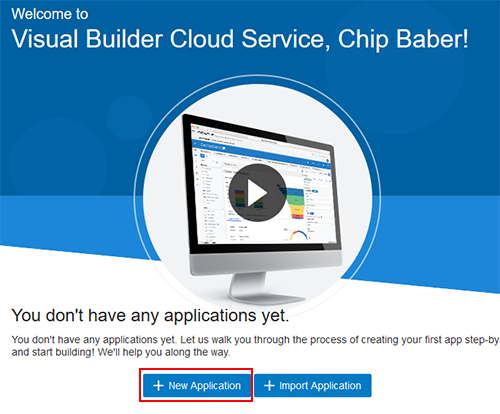 Welcome to
Visual Builder Cloud Service, Chip Baber!
You don't have any applications yet.
You don't have any applications yet. Let us walk you through the process of creating your first app step-by
and start building! We'll help you along the way.
+ New Application
+ Import Application